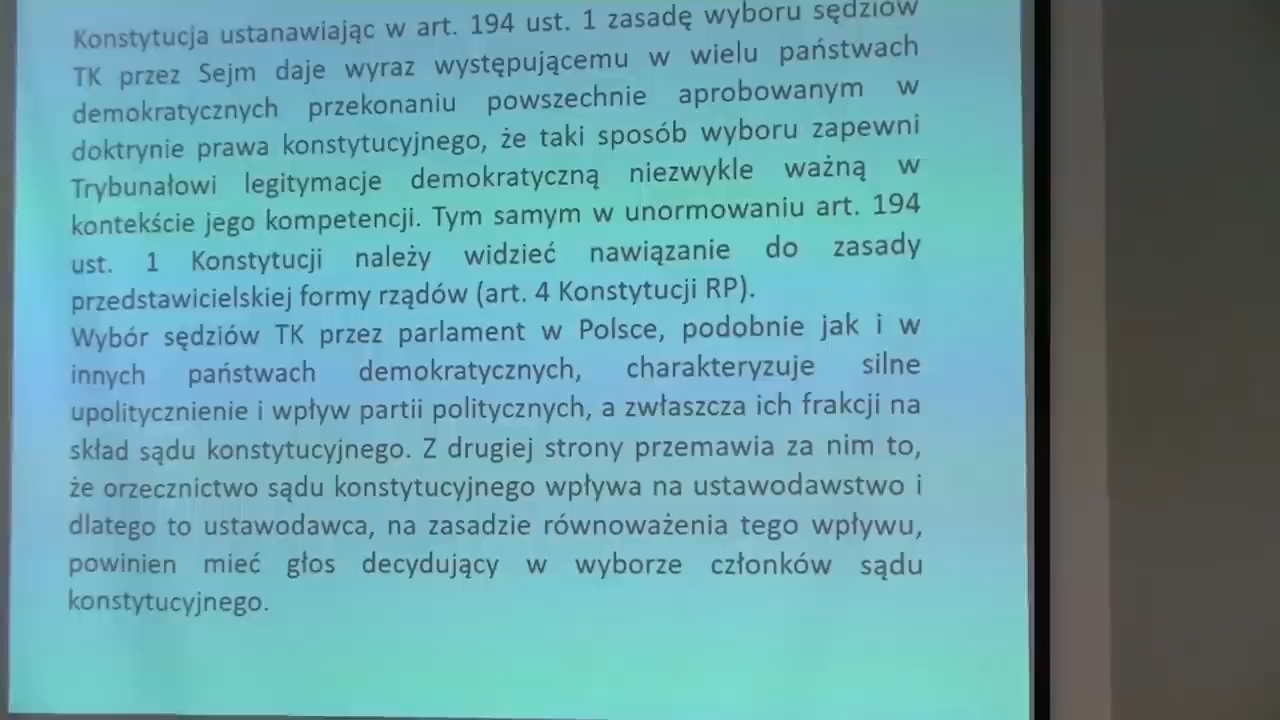 Konstytucja ustanawiając w art. 194 ust. 1 zasadę wyboru sędziów
TK przez Sejm daje wyraz występującemu w wielu państwach
demokratycznych przekonaniu powszechnie aprobowanym w
doktrynie prawa konstytucyjnego, że taki sposób wyboru zapewni
Trybunałowi legitymacje demokratyczną niezwykle ważną w
kontekście jego kompetencji. Tym samym w unormowaniu art. 194
ust. 1 Konstytucji należy widzieć nawiązanie do zasady
przedstawicielskiej formy rządów (art. 4 Konstytucji RP).
Wybór sędziów TK przez parlament w Polsce, podobnie jak i w
innych państwach demokratycznych, charakteryzuje silne
upolitycznienie i wpływ partii politycznych, a zwłaszcza ich frakcji na
skład sądu konstytucyjnego. Z drugiej strony przemawia za nim to,
że orzecznictwo sądu konstytucyjnego wpływa na ustawodawstwo i
dlatego to ustawodawca, na zasadzie równoważenia tego wpływu,
powinien mieć głos decydujący w wyborze członków sądu
konstytucyjnego.